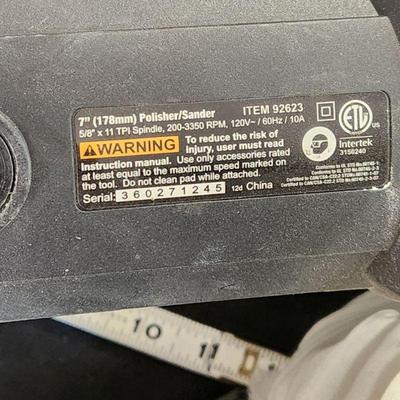 7" (178mm) Polisher/Sander ITEM 92623
5/8" x 11 TPI Spindle, 200-3350 RPM, 120V~ / 60Hz / 10A
WARNING To reduce the risk of
injury, user must read
instruction manual. Use only accessories rated
at least equal to the maximum speed marked on
the tool. Do not clean pad while attached.
Serial: 360271245 12d China
ETL
US
Intertek
3150240
10
11